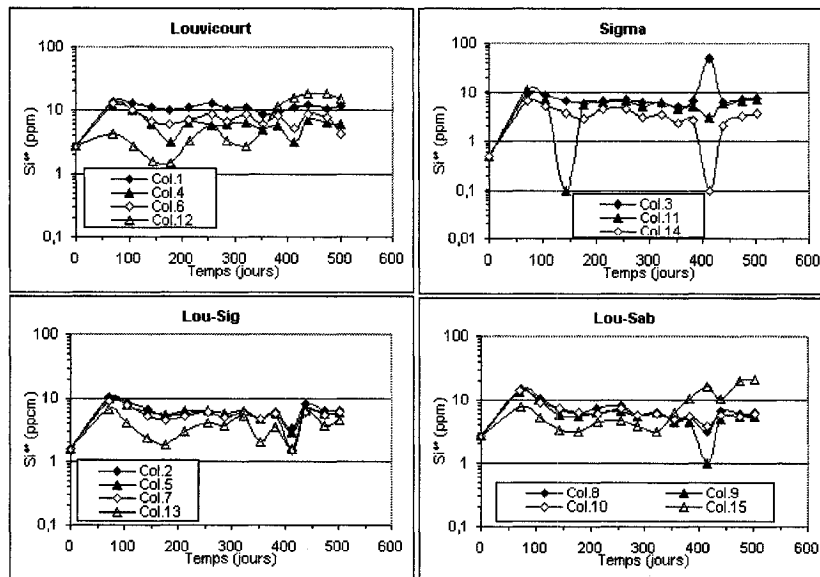 Louvicourt
100
10
1
0,1
Si⁴⁺ (ppm)
0 100 200 300 400 500 600
Temps (jours)
Col.1
Col.4
Col.6
Col.12
Sigma
100
10
1
0,1
0,01
Si⁴⁺ (ppm)
0 100 200 300 400 500 600
Temps (jours)
Col.3
Col.11
Col.14
Lou-Sig
100
10
1
0,1
Si⁴⁺ (ppcm)
0 100 200 300 400 500 600
Temps (jours)
Col.2
Col.5
Col.7
Col.13
Lou-Sab
100
10
1
0,1
Si⁴⁺ (ppm)
0 100 200 300 400 500 600
Temps (jours)
Col.8 Col.9
Col.10 Col.15